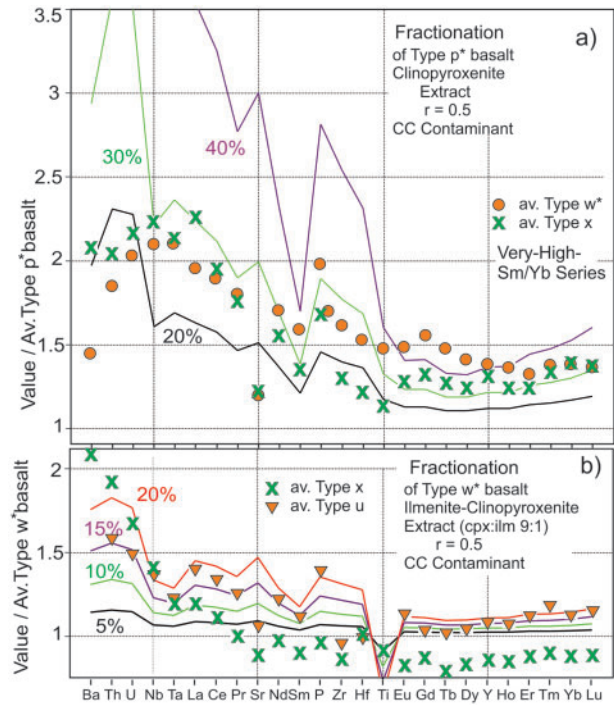 3.5
3
2.5
2
1.5
1
Value / Av.Type p*basalt
a)
Fractionation
of Type p* basalt
Clinopyroxenite
Extract
r = 0.5
CC Contaminant
40%
30%
20%
av. Type w*
av. Type x
Very-High-
Sm/Yb Series
2
1.5
1
Value / Av.Type w*basalt
b)
Fractionation
of Type w* basalt
Ilmenite-Clinopyroxenite
Extract (cpx:ilm 9:1)
r = 0.5
CC Contaminant
av. Type x
av. Type u
20%
15%
10%
5%
Ba Th U Nb Ta La Ce Pr Sr Nd Sm P Zr Hf Ti Eu Gd Tb Dy Y Ho Er Tm Yb Lu